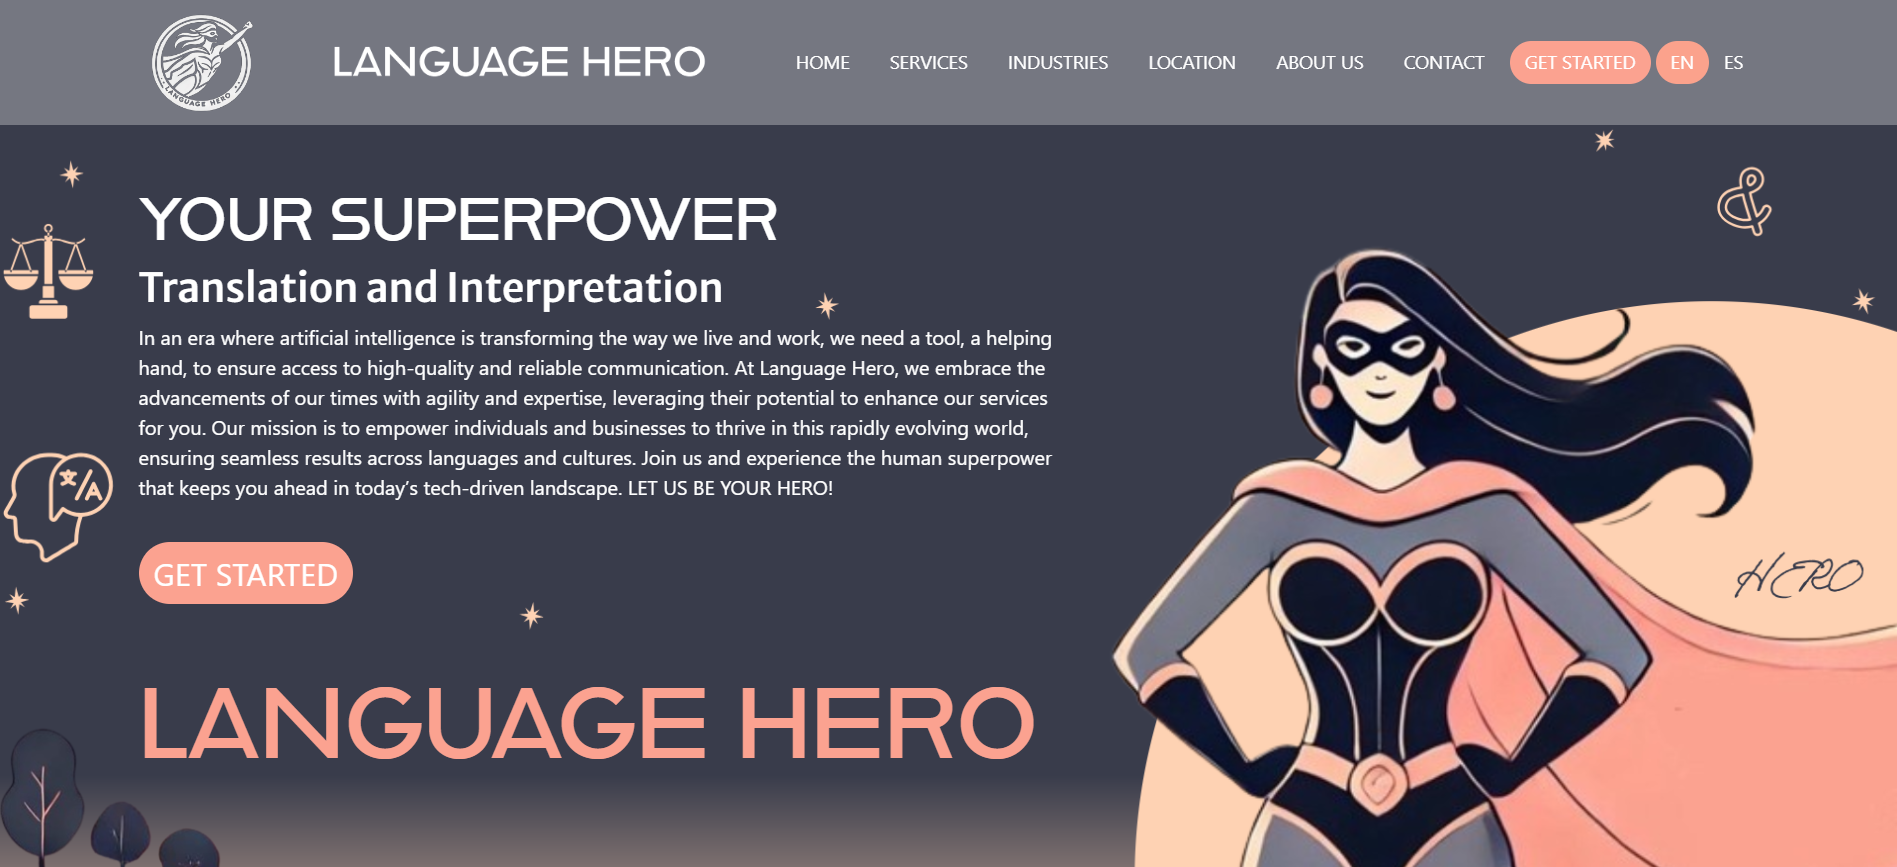 LANGUAGE HERO
LANGUAGE HERO
HOME
SERVICES
INDUSTRIES
LOCATION
ABOUT US
CONTACT
GET STARTED
EN
ES
&
YOUR SUPERPOWER
Translation and Interpretation
In an era where artificial intelligence is transforming the way we live and work, we need a tool, a helping
hand, to ensure access to high-quality and reliable communication. At Language Hero, we embrace the
advancements of our times with agility and expertise, leveraging their potential to enhance our services
for you. Our mission is to empower individuals and businesses to thrive in this rapidly evolving world,
ensuring seamless results across languages and cultures. Join us and experience the human superpower
that keeps you ahead in today’s tech-driven landscape. LET US BE YOUR HERO!
文/A
GET STARTED
HERO
LANGUAGE HERO